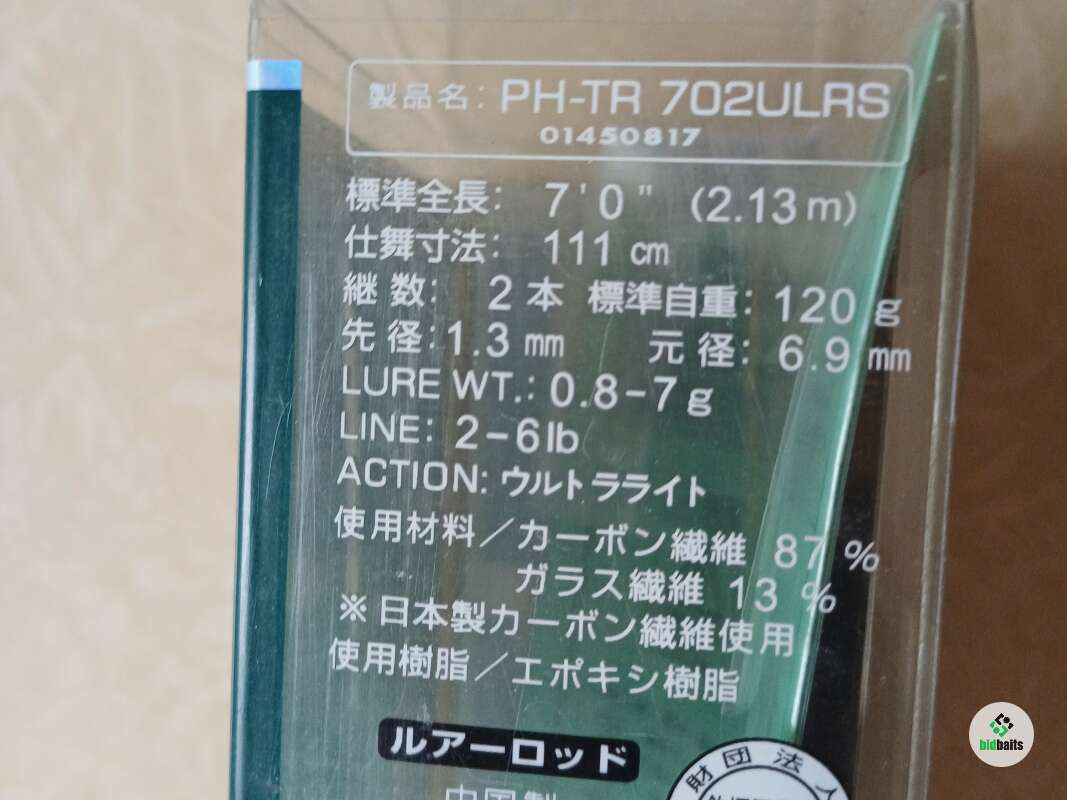 製品名: PH-TR 702ULRS
01450817
標準全長: 7'0" (2.13m)
仕舞寸法: 111 cm
継数: 2本 標準自重: 120 g
先径: 1.3 mm 元径: 6.9 mm
LURE WT.: 0.8-7 g
LINE: 2-6lb
ACTION: ウルトラライト
使用材料／カーボン繊維 87 %
ガラス繊維 13 %
※日本製カーボン繊維使用
使用樹脂／エポキシ樹脂
ルアーロッド
中国製
財団法人
bidbaits